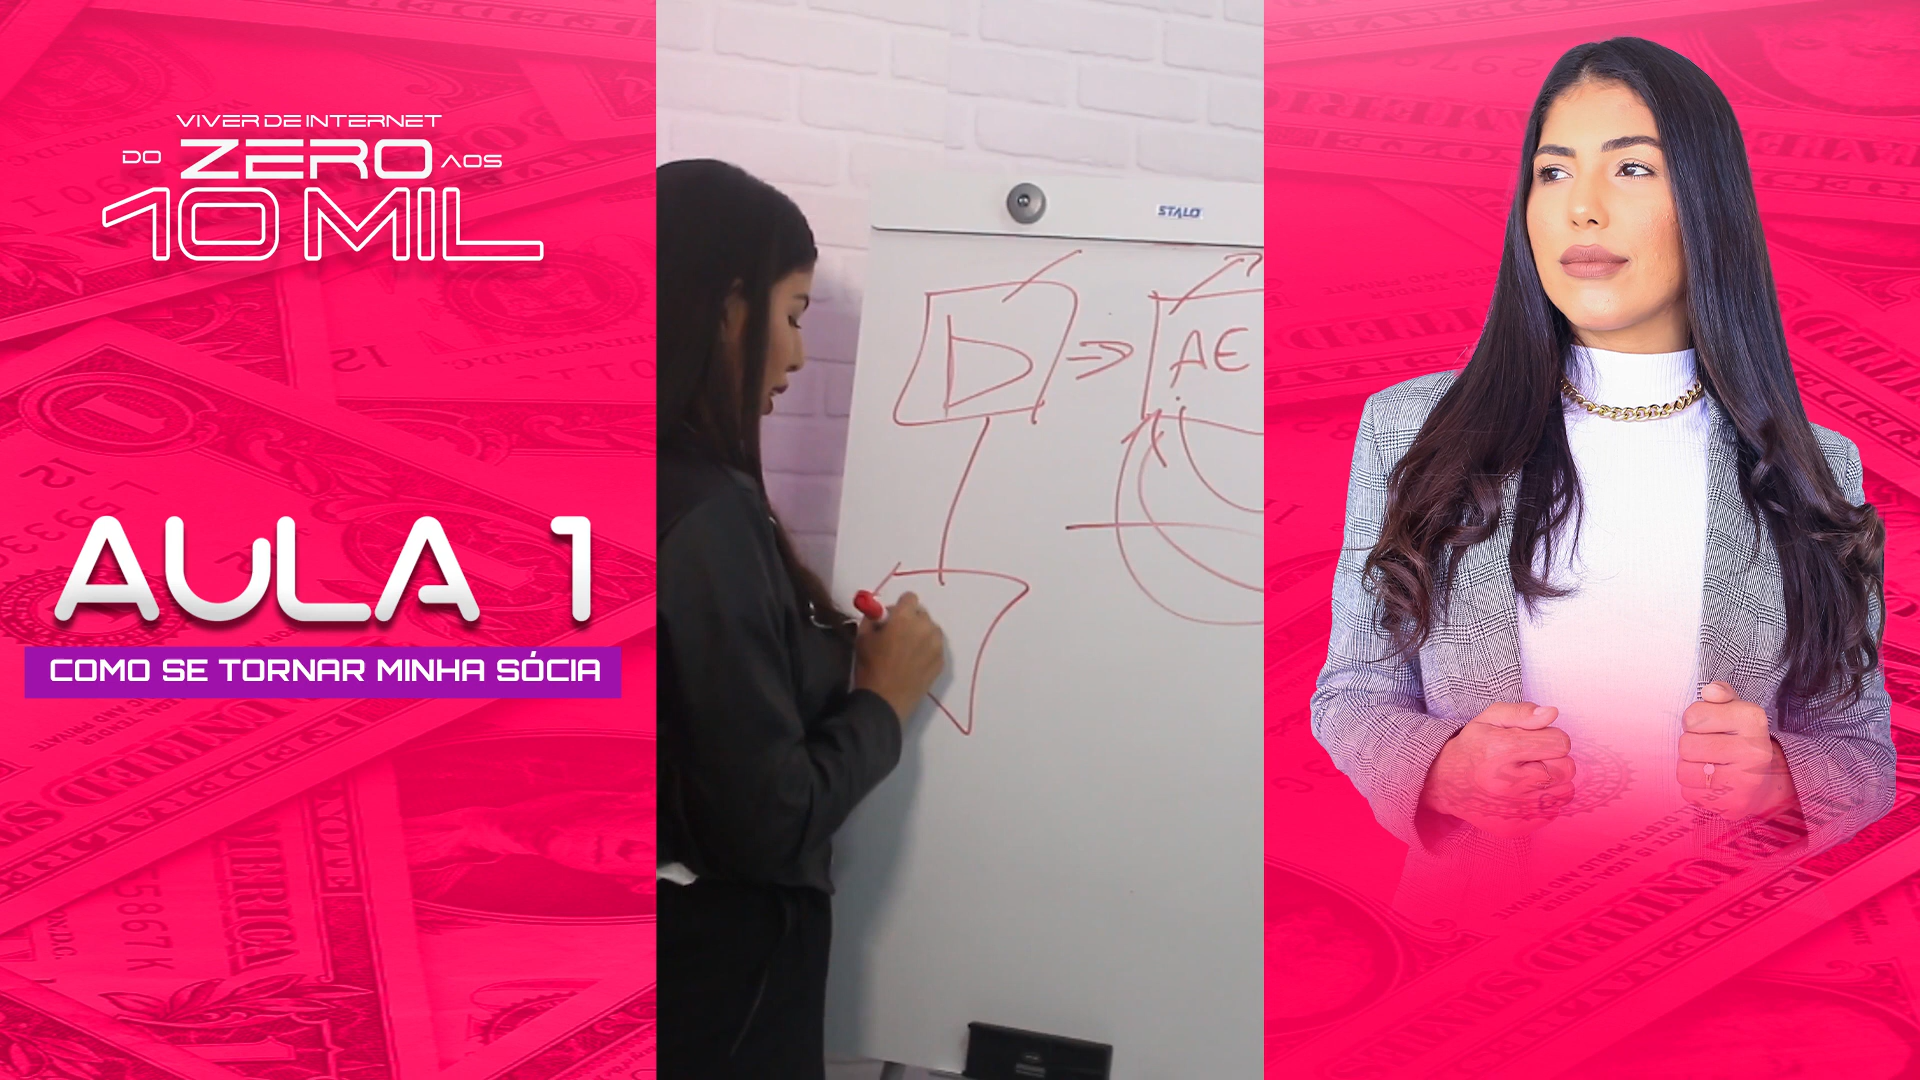 VIVER DE INTERNET
DO ZERO AOS
10 MIL
AULA 1
COMO SE TORNAR MINHA SÓCIA
STALO
D => AE